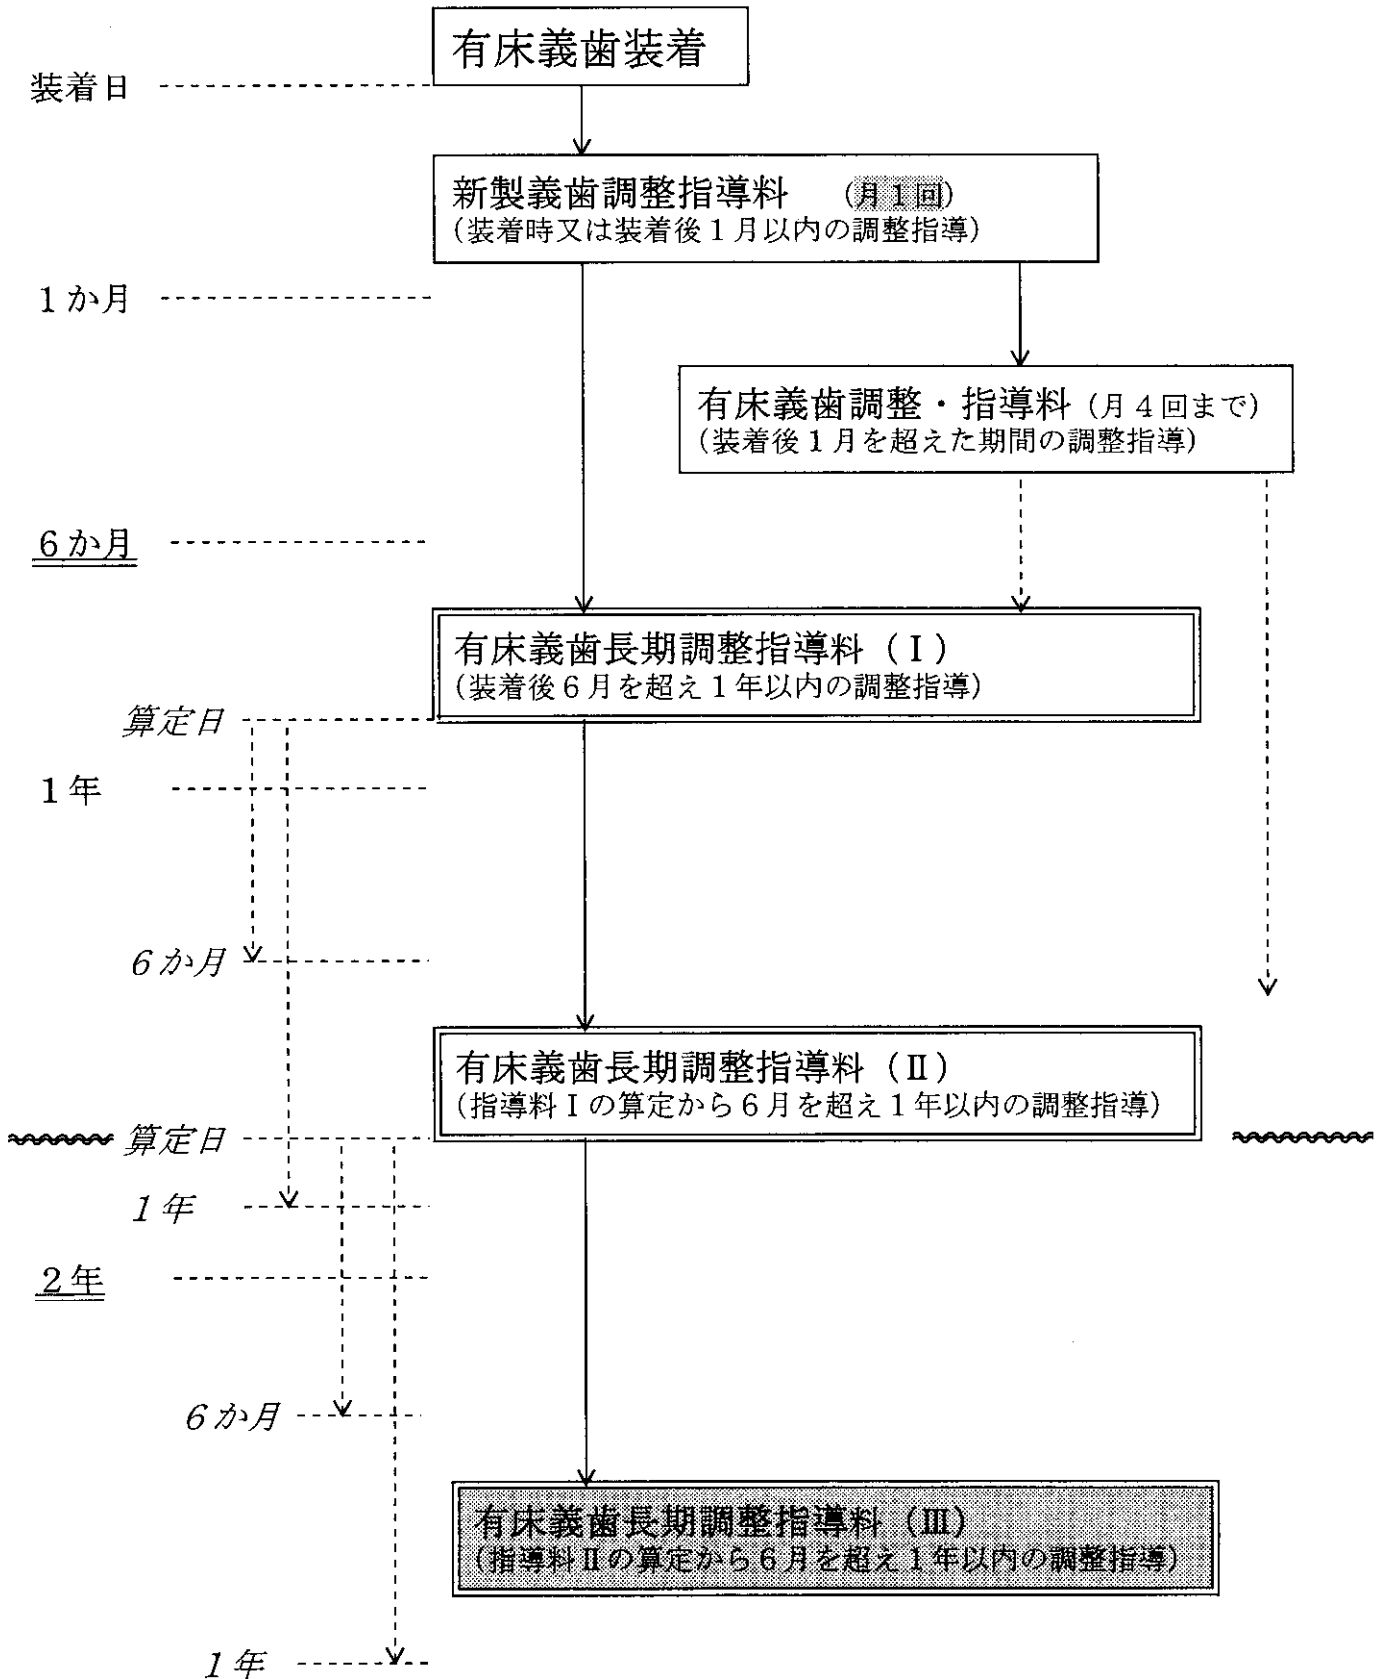 有床義歯装着
装着日
新製義歯調整指導料 (月1回)
(装着時又は装着後1月以内の調整指導)
1か月
有床義歯調整・指導料 (月4回まで)
(装着後1月を超えた期間の調整指導)
6か月
有床義歯長期調整指導料 (Ⅰ)
(装着後6月を超え1年以内の調整指導)
算定日
1年
6か月
有床義歯長期調整指導料 (Ⅱ)
(指導料Ⅰの算定から6月を超え1年以内の調整指導)
算定日
1年
2年
6か月
有床義歯長期調整指導料 (Ⅲ)
(指導料Ⅱの算定から6月を超え1年以内の調整指導)
1年